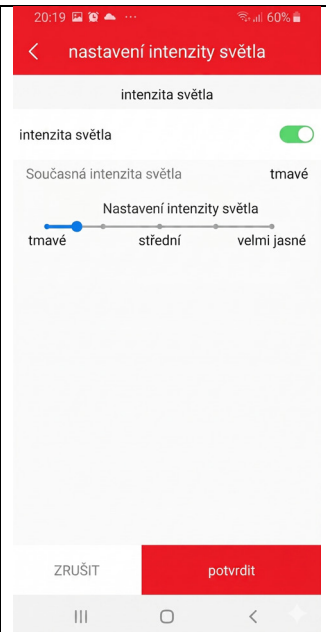 20:19 60%
nastavení intenzity světla
intenzita světla
intenzita světla
Současná intenzita světla tmavé
Nastavení intenzity světla
tmavé střední velmi jasné
ZRUŠIT potvrdit